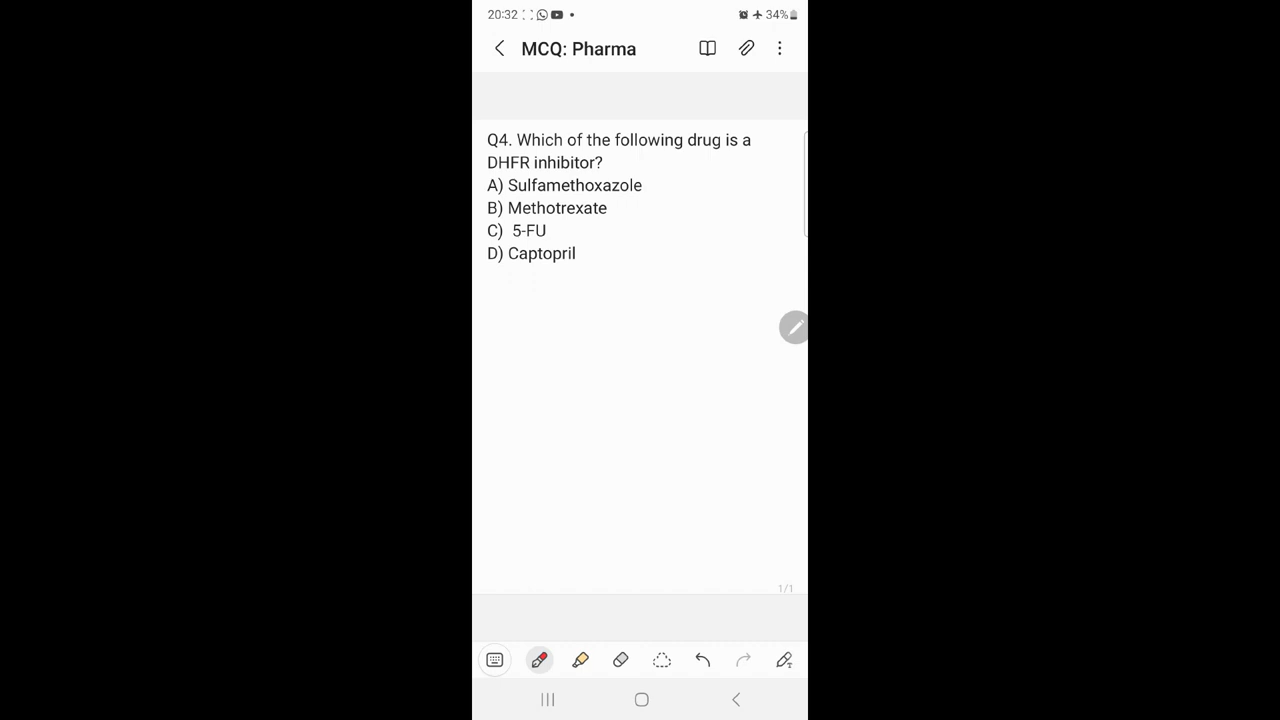 20:32
34%
MCQ: Pharma
Q4. Which of the following drug is a
DHFR inhibitor?
A) Sulfamethoxazole
B) Methotrexate
C)  5-FU
D) Captopril
1/1